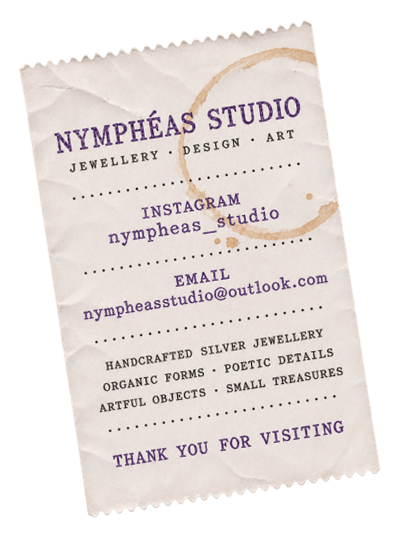 NYMPHÉAS STUDIO
JEWELLERY · DESIGN · ART
INSTAGRAM
nympheas_studio
EMAIL
nympheasstudio@outlook.com
HANDCRAFTED SILVER JEWELLERY
ORGANIC FORMS · POETIC DETAILS
ARTFUL OBJECTS · SMALL TREASURES
THANK YOU FOR VISITING